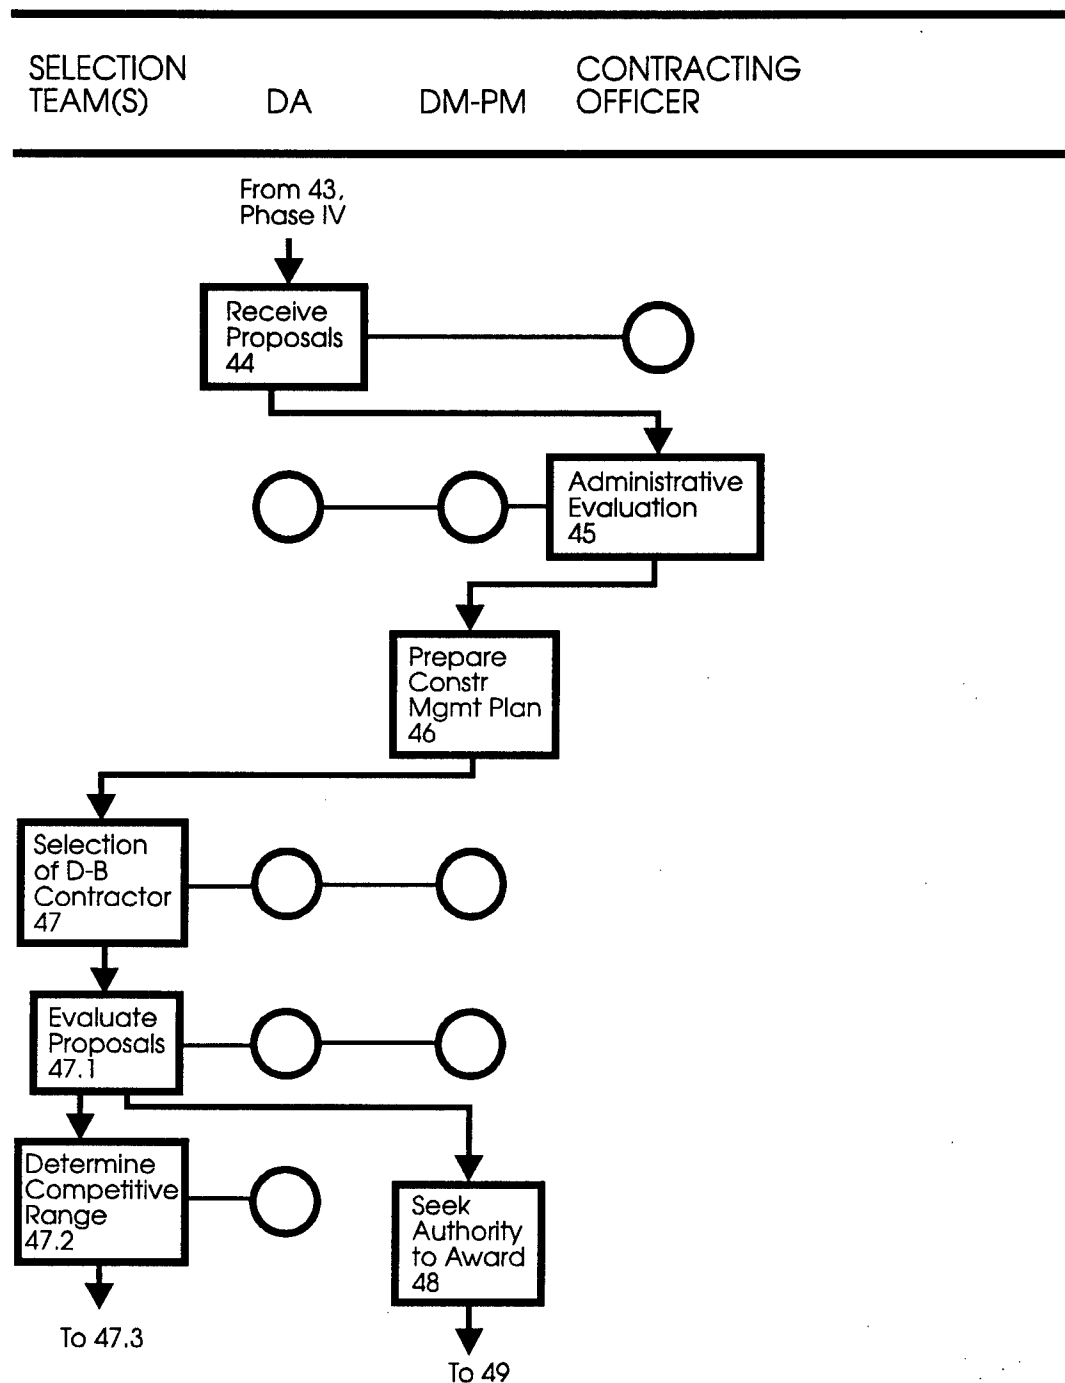 SELECTION
TEAM(S)
DA
DM-PM
CONTRACTING
OFFICER
From 43,
Phase IV
Receive
Proposals
44
Administrative
Evaluation
45
Prepare
Constr
Mgmt Plan
46
Selection
of D-B
Contractor
47
Evaluate
Proposals
47.1
Determine
Competitive
Range
47.2
Seek
Authority
to Award
48
To 47.3
To 49